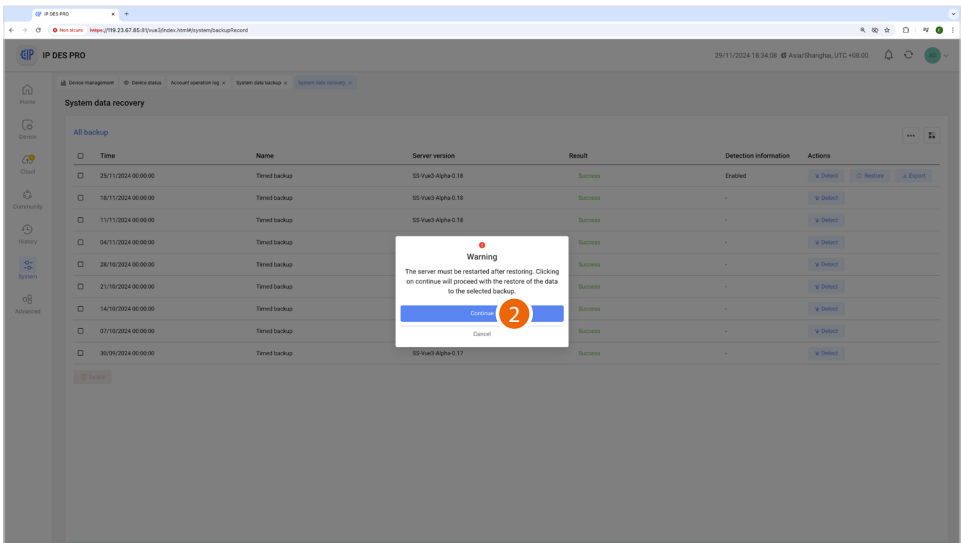 IP DES PRO
Non sicuro https://119.23.67.85:81/vue3/index.html#/system/backupRecord
IP DES PRO
29/11/2024 18:34:08 Asia/Shanghai, UTC +08:00
AD
Device management Device status Account operation log × System data backup × System data recovery ×
Home
Device
Cloud
Community
History
System
Advanced
System data recovery
All backup
Time Name Server version Result Detection information Actions
25/11/2024 00:00:00 Timed backup SS-Vue3-Alpha-0.18 Success Enabled Detect Restore Export
18/11/2024 00:00:00 Timed backup SS-Vue3-Alpha-0.18 Success - Detect
11/11/2024 00:00:00 Timed backup SS-Vue3-Alpha-0.18 Success - Detect
04/11/2024 00:00:00 Timed backup Success - Detect
28/10/2024 00:00:00 Timed backup Success - Detect
21/10/2024 00:00:00 Timed backup Success - Detect
14/10/2024 00:00:00 Timed backup Success - Detect
07/10/2024 00:00:00 Timed backup Success - Detect
30/09/2024 00:00:00 Timed backup SS-Vue3-Alpha-0.17 Success - Detect
Delete
Warning
The server must be restarted after restoring. Clicking
on continue will proceed with the restore of the data
to the selected backup.
Continue
2
Cancel